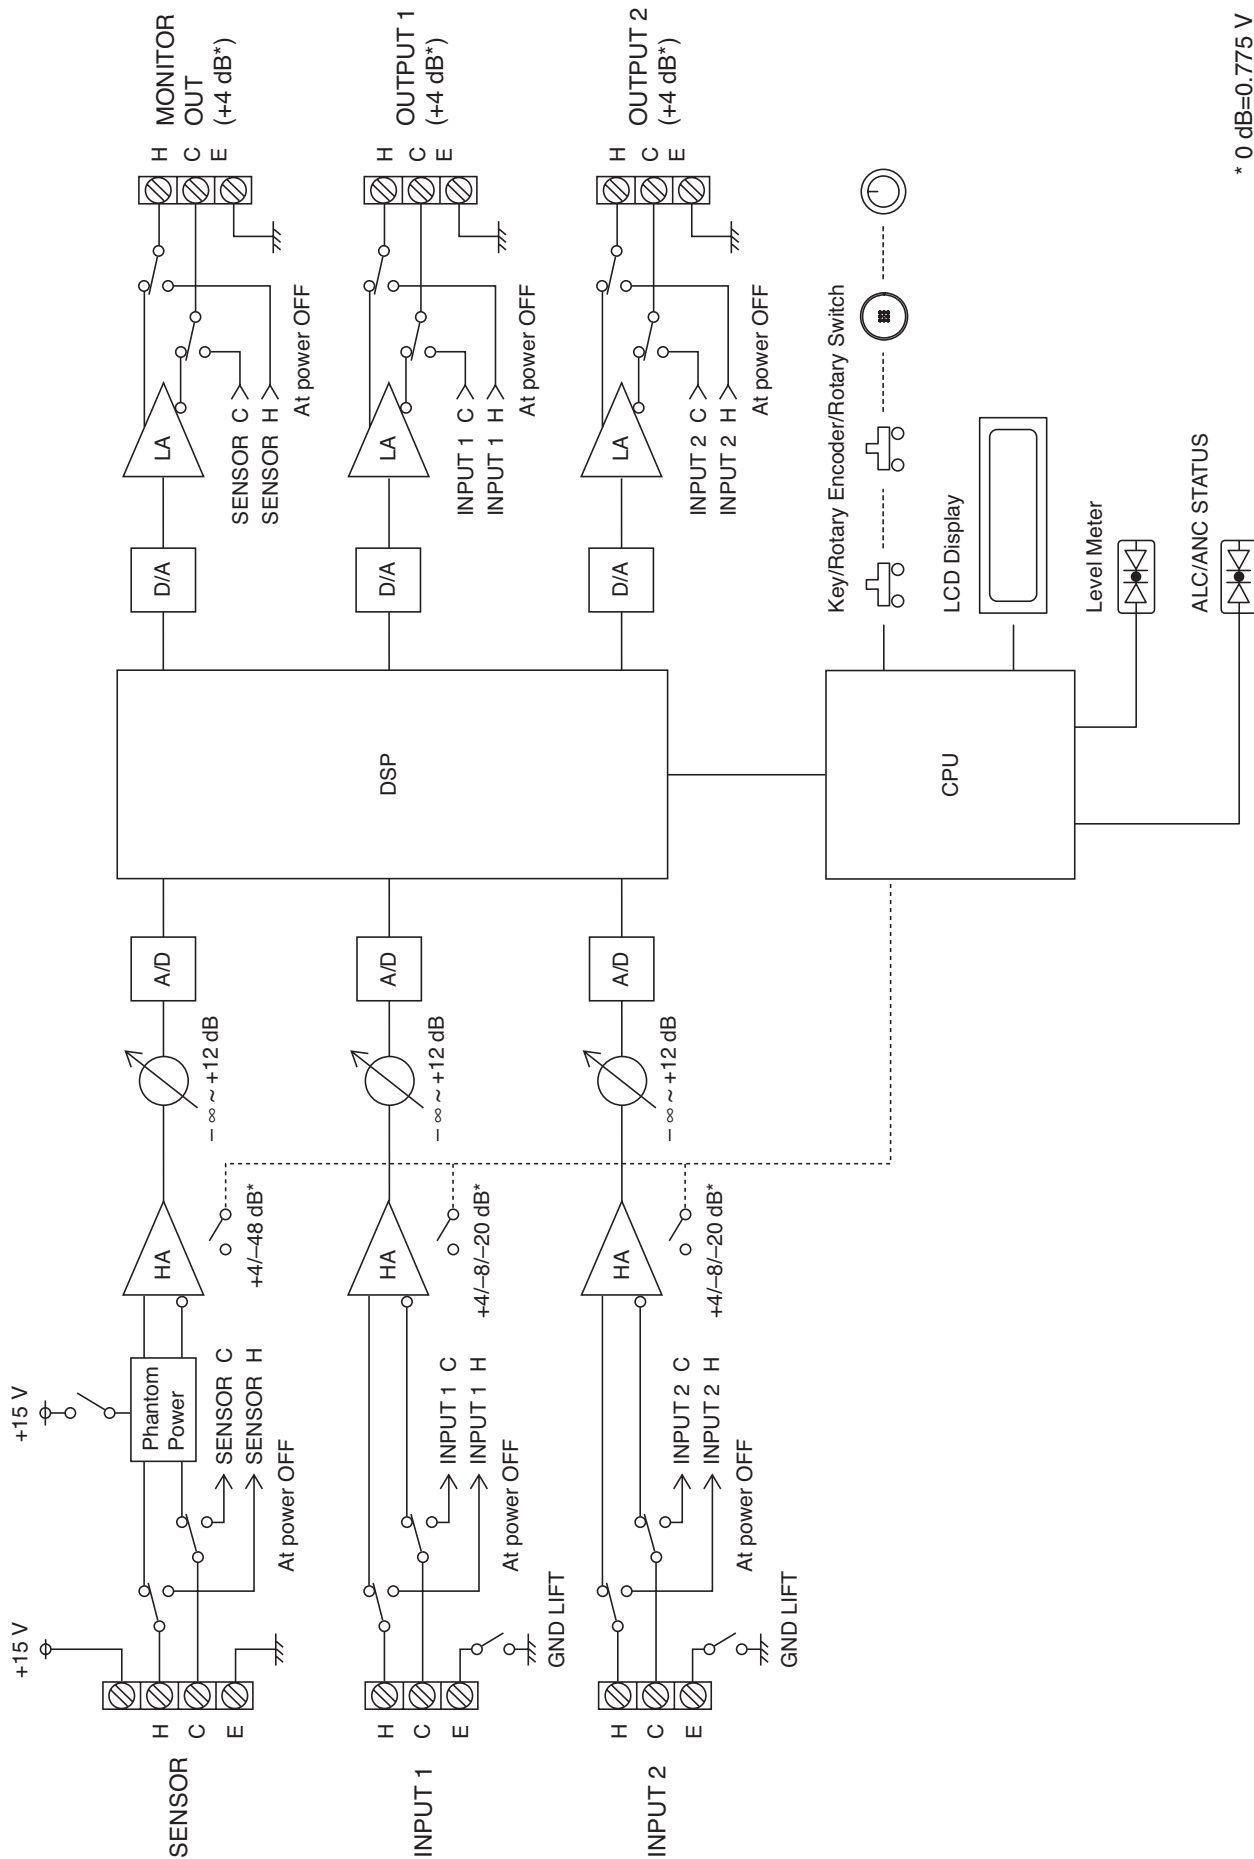 +15 V
+15 V
SENSOR
H
C
E
Phantom
Power
SENSOR C
SENSOR H
At power OFF
HA
+4/–48 dB*
– ∞ ~ +12 dB
A/D
DSP
D/A
LA
SENSOR C
SENSOR H
At power OFF
H
C
E
MONITOR
OUT
(+4 dB*)
INPUT 1
H
C
E
GND LIFT
INPUT 1 C
INPUT 1 H
At power OFF
HA
+4/–8/–20 dB*
– ∞ ~ +12 dB
A/D
D/A
LA
INPUT 1 C
INPUT 1 H
At power OFF
H
C
E
OUTPUT 1
(+4 dB*)
INPUT 2
H
C
E
GND LIFT
INPUT 2 C
INPUT 2 H
At power OFF
HA
+4/–8/–20 dB*
– ∞ ~ +12 dB
A/D
D/A
LA
INPUT 2 C
INPUT 2 H
At power OFF
H
C
E
OUTPUT 2
(+4 dB*)
CPU
Key/Rotary Encoder/Rotary Switch
LCD Display
Level Meter
ALC/ANC STATUS
* 0 dB=0.775 V